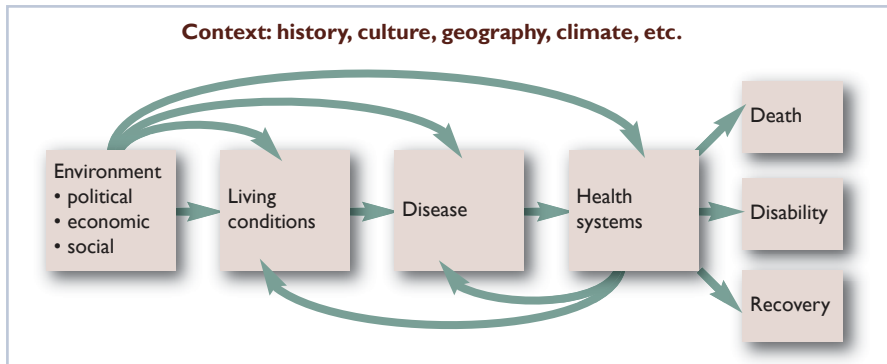 Context: history, culture, geography, climate, etc.
Environment
• political
• economic
• social
Living
conditions
Disease
Health
systems
Death
Disability
Recovery